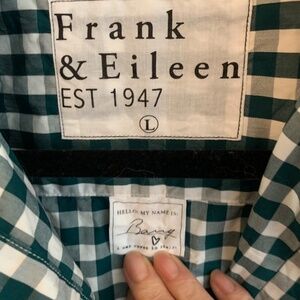 Frank
& Eileen
EST 1947
L
HELLO MY NAME IS:
Barry